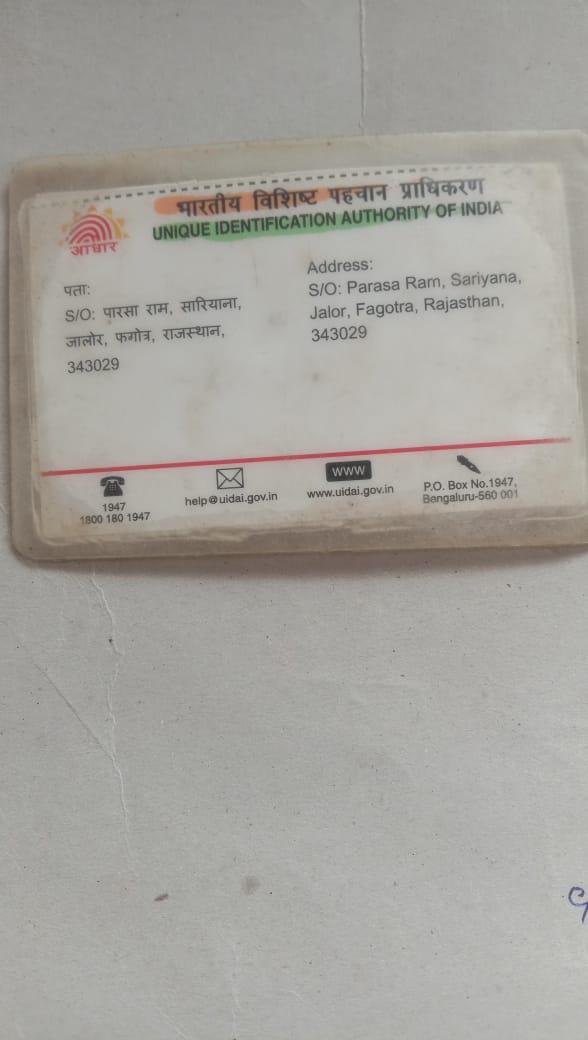 भारतीय विशिष्ट पहचान प्राधिकरण
UNIQUE IDENTIFICATION AUTHORITY OF INDIA
आधार
पता:
S/O: पारसा राम, सारियाना,
जालोर, फगोत्र, राजस्थान,
343029
Address:
S/O: Parasa Ram, Sariyana,
Jalor, Fagotra, Rajasthan,
343029
1947
1800 180 1947
help@uidai.gov.in
WWW
www.uidai.gov.in
P.O. Box No.1947,
Bengaluru-560 001